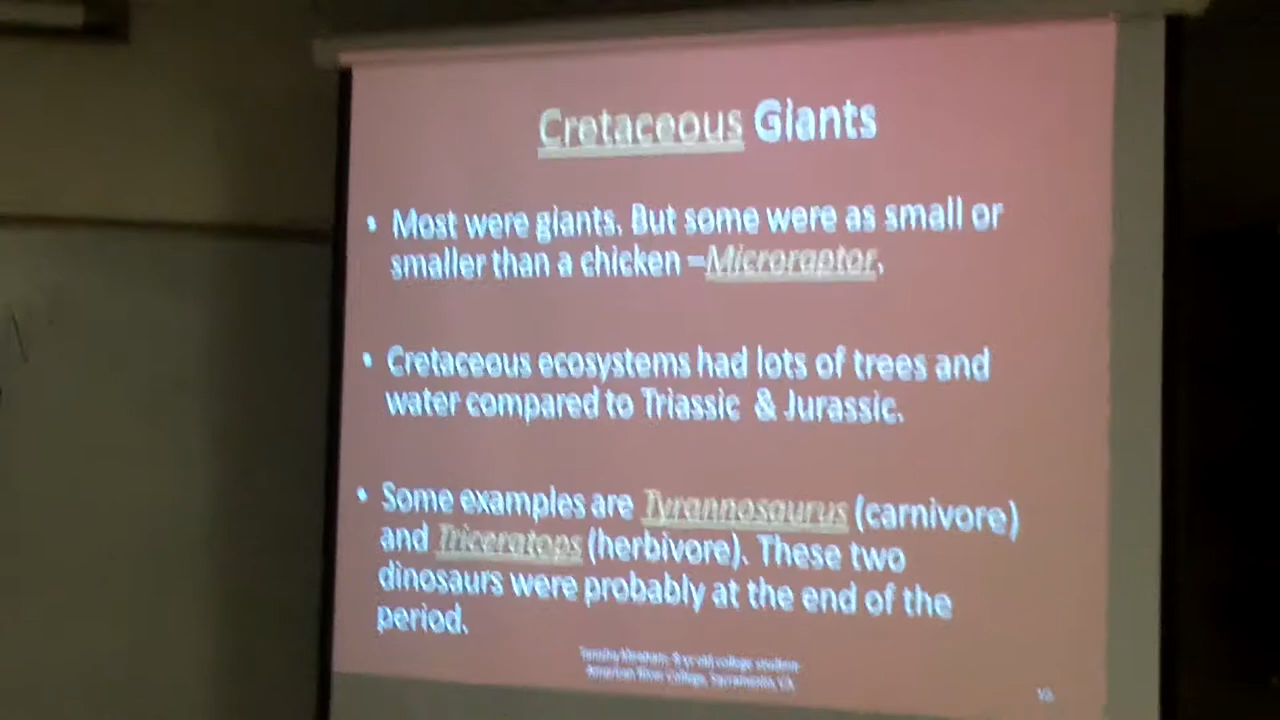 Cretaceous Giants
• Most were giants. But some were as small or
smaller than a chicken –Microraptor.
• Cretaceous ecosystems had lots of trees and
water compared to Triassic & Jurassic.
• Some examples are Tyrannosaurus (carnivore)
and Triceratops (herbivore). These two
dinosaurs were probably at the end of the
period.
college student
American River College, Sacramento, CA